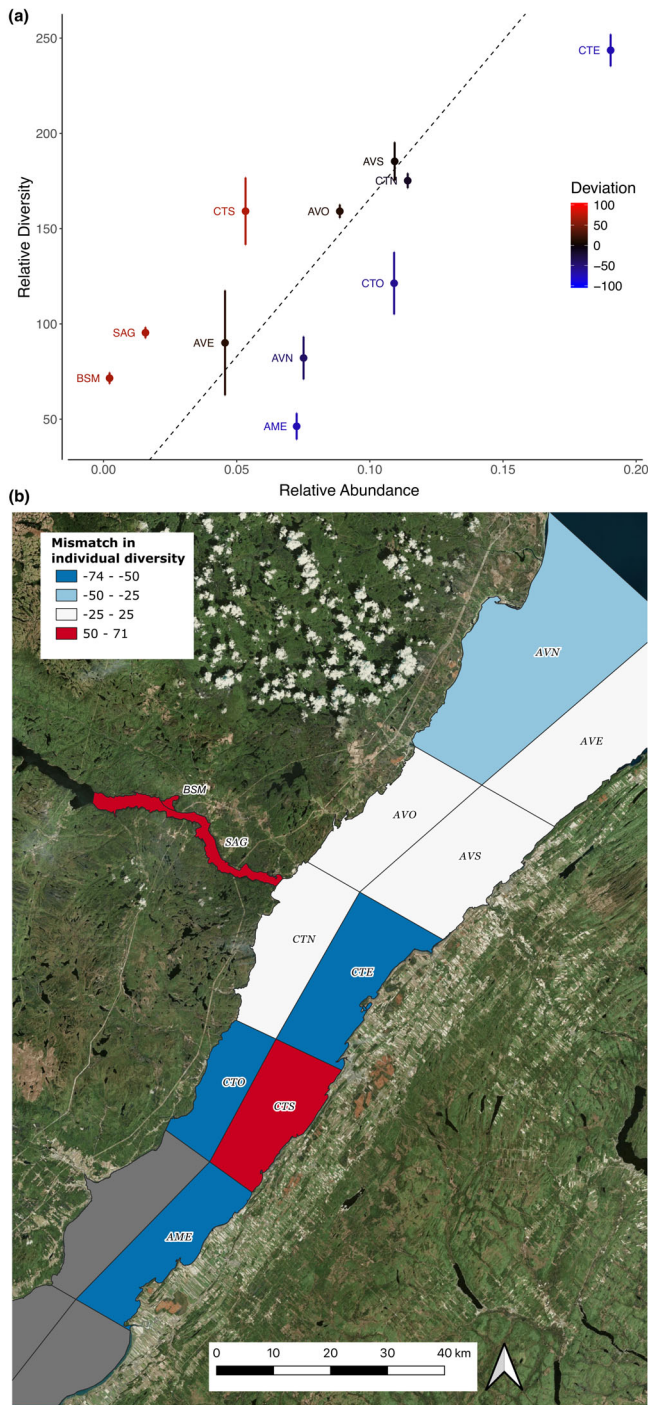 (a)
250
200
150
100
50
Relative Diversity
CTE
AVS
CTN
CTS
AVO
CTO
SAG
AVE
AVN
BSM
AME
Deviation
100
50
0
−50
−100
0.00
0.05
0.10
0.15
0.20
Relative Abundance
(b)
Mismatch in
individual diversity
-74 - -50
-50 - -25
-25 - 25
50 - 71
AVN
AVE
BSM
AVO
SAG
AVS
CTN
CTE
CTO
CTS
AME
0 10 20 30 40 km